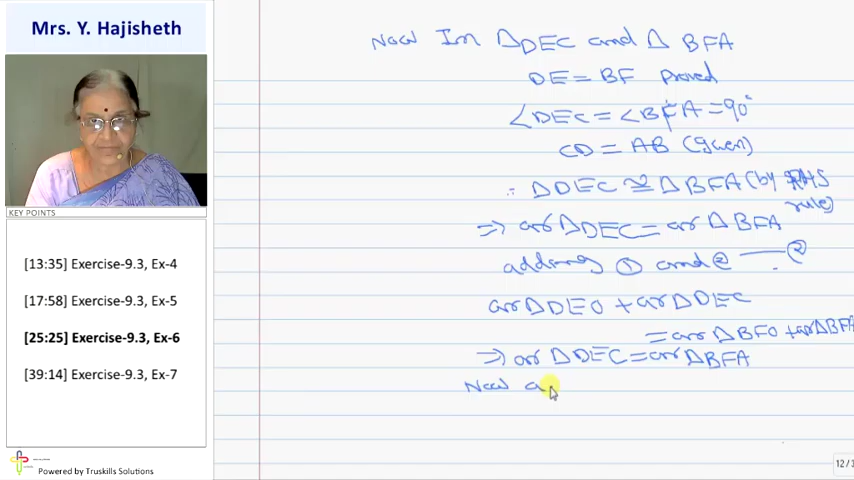 Mrs. Y. Hajisheth
KEY POINTS
[13:35] Exercise-9.3, Ex-4
[17:58] Exercise-9.3, Ex-5
[25:25] Exercise-9.3, Ex-6
[39:14] Exercise-9.3, Ex-7
Powered by Truskills Solutions
Now In ΔDEC and Δ BFA
DE = BF Proved
∠DEC = ∠BFA = 90°
CD = AB (given)
∴ ΔDEC ≅ ΔBFA (by RHS
rule)
⇒ ar ΔDEC = ar ΔBFA
adding ① and ② —— ②
ar ΔDEO + ar ΔDEC
= ar ΔBFO + ar ΔBFA
⇒ ar ΔDEC = ar ΔBFA
Now a